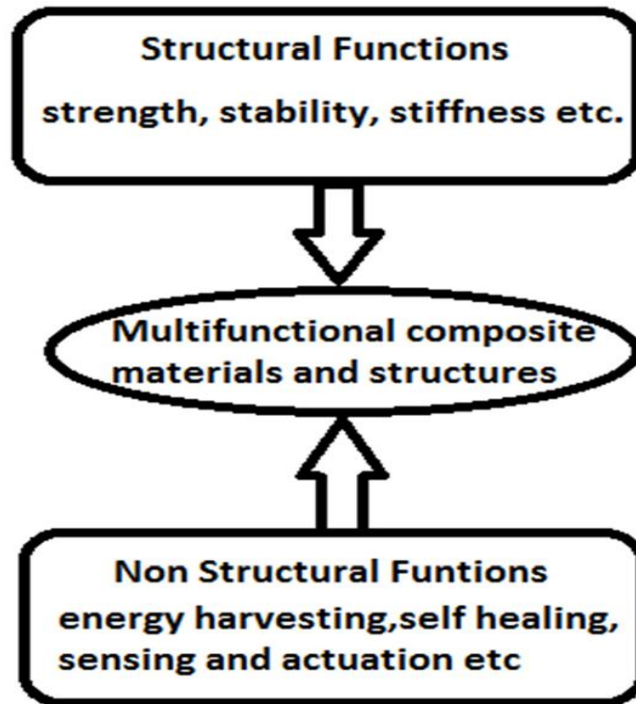 Structural Functions
strength, stability, stiffness etc.
Multifunctional composite
materials and structures
Non Structural Funtions
energy harvesting,self healing,
sensing and actuation etc